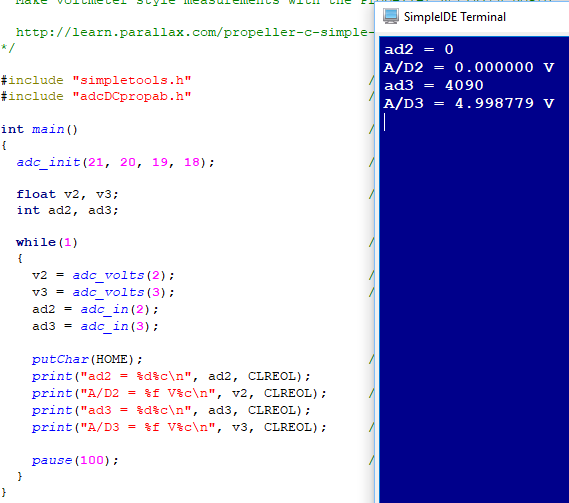 Make voltmeter style measurements with the Propeller Activity Board
http://learn.parallax.com/propeller-c-simple-
*/
#include "simpletools.h" /
#include "adcDCpropab.h" /
int main() /
{
adc_init(21, 20, 19, 18); /
float v2, v3; /
int ad2, ad3;
while(1) /
{
v2 = adc_volts(2); /
v3 = adc_volts(3); /
ad2 = adc_in(2);
ad3 = adc_in(3);
putChar(HOME); /
print("ad2 = %d%c\n", ad2, CLREOL);
print("A/D2 = %f V%c\n", v2, CLREOL); /
print("ad3 = %d%c\n", ad3, CLREOL);
print("A/D3 = %f V%c\n", v3, CLREOL); /
pause(100); /
}
}
SimpleIDE Terminal
ad2 = 0
A/D2 = 0.000000 V
ad3 = 4090
A/D3 = 4.998779 V